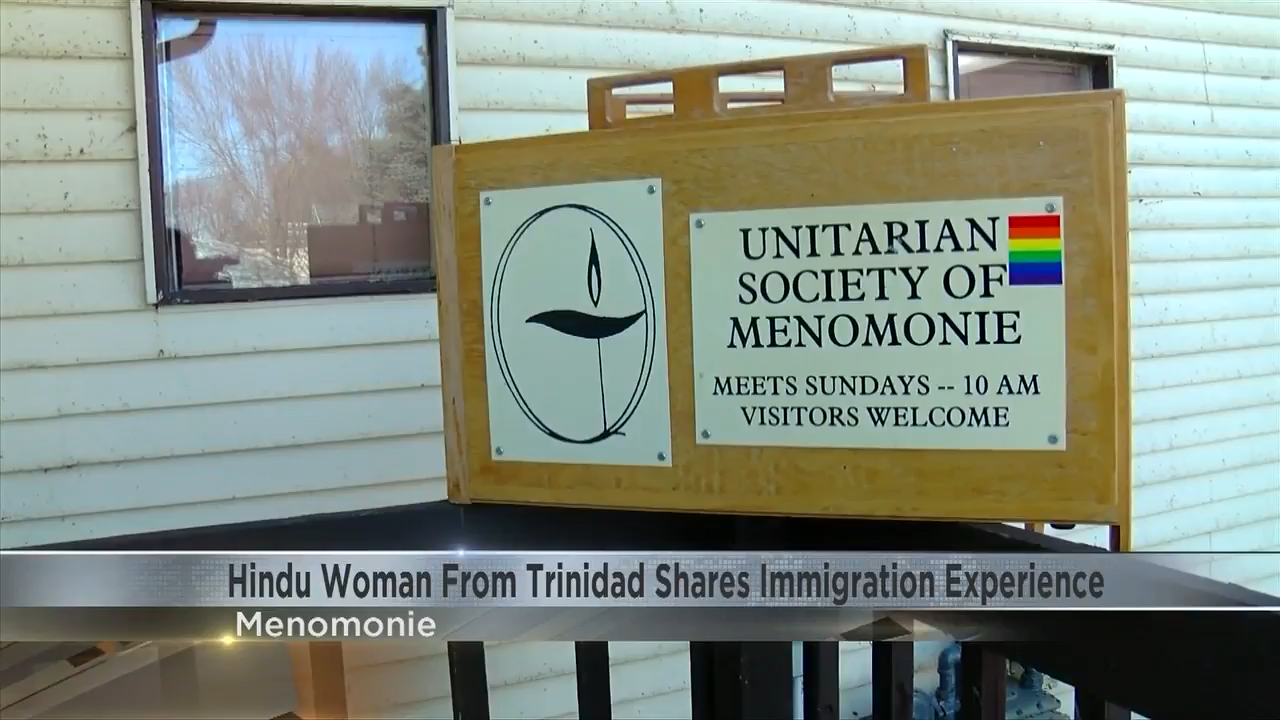 UNITARIAN
SOCIETY OF
MENOMONIE
MEETS SUNDAYS -- 10 AM
VISITORS WELCOME
Hindu Woman From Trinidad Shares Immigration Experience
Menomonie